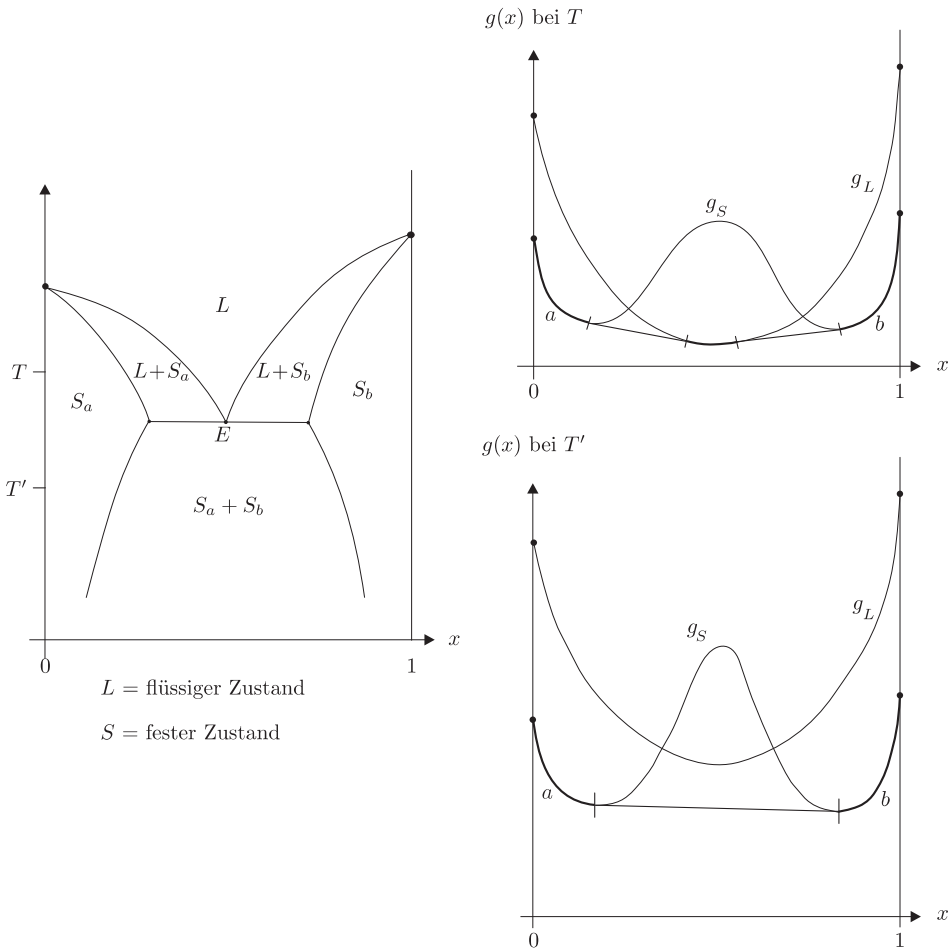 L
L+S_a
L+S_b
T
S_a
S_b
E
T′
S_a + S_b
x
0
1
L = flüssiger Zustand
S = fester Zustand
g(x) bei T
g_L
g_S
a
b
x
0
1
g(x) bei T′
g_L
g_S
a
b
x
0
1